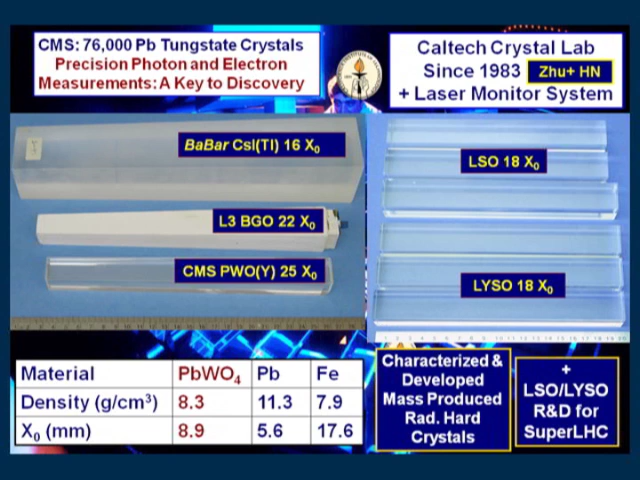 CMS: 76,000 Pb Tungstate Crystals
Precision Photon and Electron
Measurements: A Key to Discovery
Caltech Crystal Lab
Since 1983 Zhu+ HN
+ Laser Monitor System
BaBar CsI(Tl) 16 X₀
L3 BGO 22 X₀
CMS PWO(Y) 25 X₀
LSO 18 X₀
LYSO 18 X₀
Material PbWO₄ Pb Fe
Density (g/cm³) 8.3 11.3 7.9
X₀ (mm) 8.9 5.6 17.6
Characterized &
Developed
Mass Produced
Rad. Hard
Crystals
+
LSO/LYSO
R&D for
SuperLHC